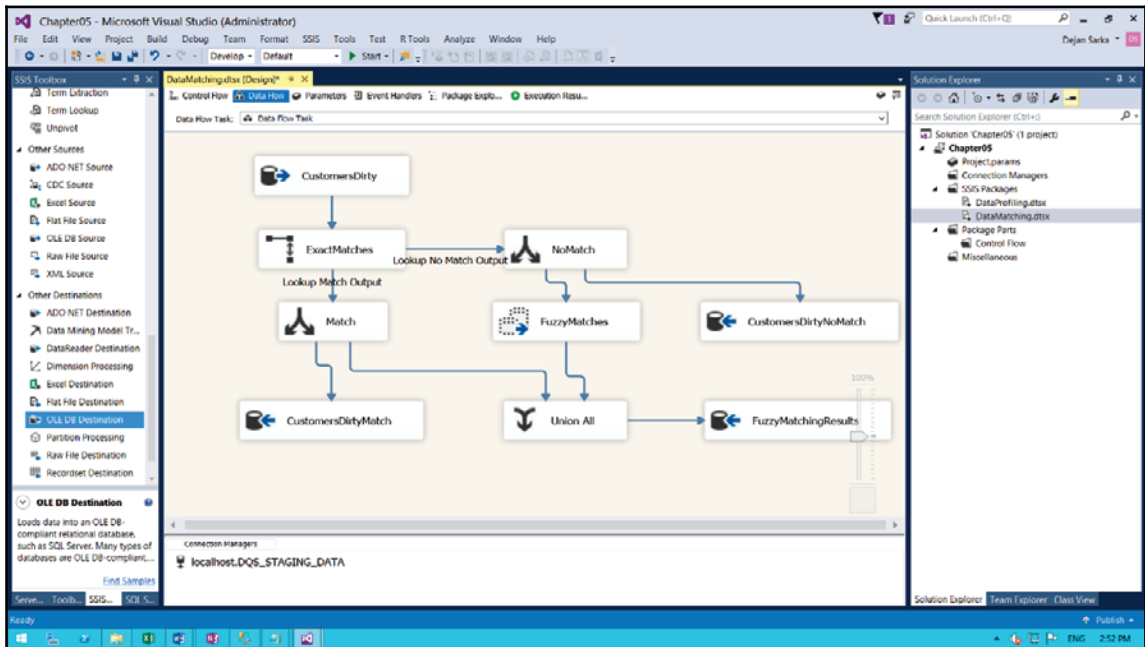 Chapter05 - Microsoft Visual Studio (Administrator)
Quick Launch (Ctrl+Q)
File Edit View Project Build Debug Team Format SSIS Tools Test R Tools Analyze Window Help
Dejan Sarka
DS
Develop
Default
Start
SSIS Toolbox
Term Extraction
Term Lookup
Unpivot
Other Sources
ADO NET Source
CDC Source
Excel Source
Flat File Source
OLE DB Source
Raw File Source
XML Source
Other Destinations
ADO NET Destination
Data Mining Model Tr...
DataReader Destination
Dimension Processing
Excel Destination
Flat File Destination
OLE DB Destination
Partition Processing
Raw File Destination
Recordset Destination
OLE DB Destination
Loads data into an OLE DB-
compliant relational database,
such as SQL Server. Many types of
databases are OLE DB-compliant,...
Find Samples
Serve... Toolb... SSIS... SQL S...
DataMatching.dtsx [Design]*
Control Flow Data Flow Parameters Event Handlers Package Explo... Execution Resu...
Data Flow Task: Data Flow Task
CustomersDirty
ExactMatches
Lookup No Match Output
NoMatch
Lookup Match Output
Match
FuzzyMatches
CustomersDirtyNoMatch
100%
CustomersDirtyMatch
Union All
FuzzyMatchingResults
Connection Managers
localhost.DQS_STAGING_DATA
Solution Explorer
Search Solution Explorer (Ctrl+;)
Solution 'Chapter05' (1 project)
Chapter05
Project.params
Connection Managers
SSIS Packages
DataProfiling.dtsx
DataMatching.dtsx
Package Parts
Control Flow
Miscellaneous
Solution Explorer Team Explorer Class View
Ready
Publish
ENG 2:52 PM